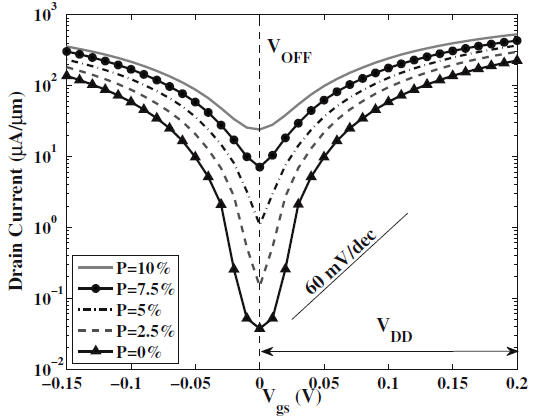 10^3
10^2
10^1
10^0
10^-1
10^-2
Drain Current (μA/μm)
V_OFF
60 mV/dec
V_DD
P=10%
P=7.5%
P=5%
P=2.5%
P=0%
−0.15 −0.1 −0.05 0 0.05 0.1 0.15 0.2
V_gs (V)